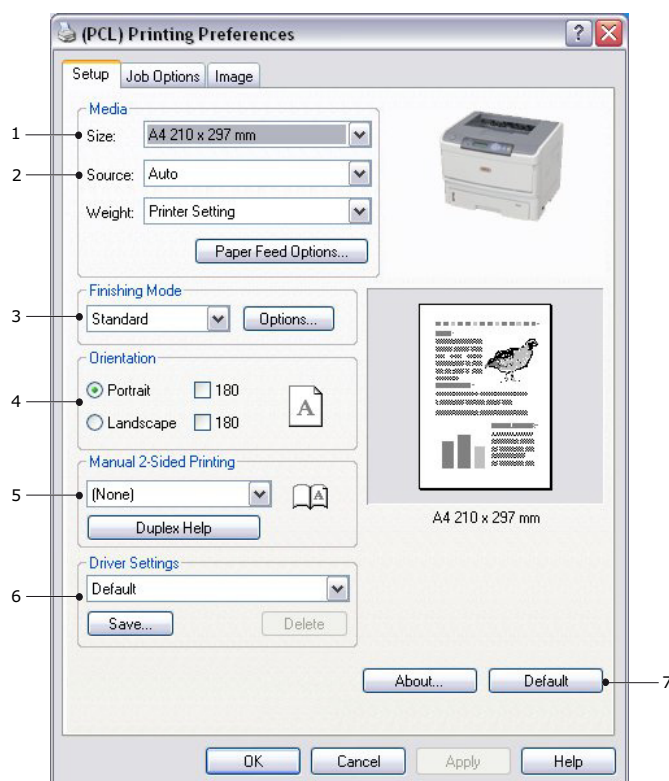 (PCL) Printing Preferences
Setup Job Options Image
Media
1 Size: A4 210 x 297 mm
2 Source: Auto
Weight: Printer Setting
Paper Feed Options...
Finishing Mode
3 Standard Options...
Orientation
4 Portrait 180
Landscape 180
A
Manual 2-Sided Printing
5 (None)
A
Duplex Help
A4 210 x 297 mm
Driver Settings
6 Default
Save... Delete
About... Default 7
OK Cancel Apply Help